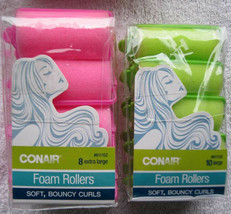 CONAIR
8 extra large
Foam Rollers
SOFT, BOUNCY CURLS
CONAIR
10 large
Foam Rollers
SOFT, BOUNCY CURLS